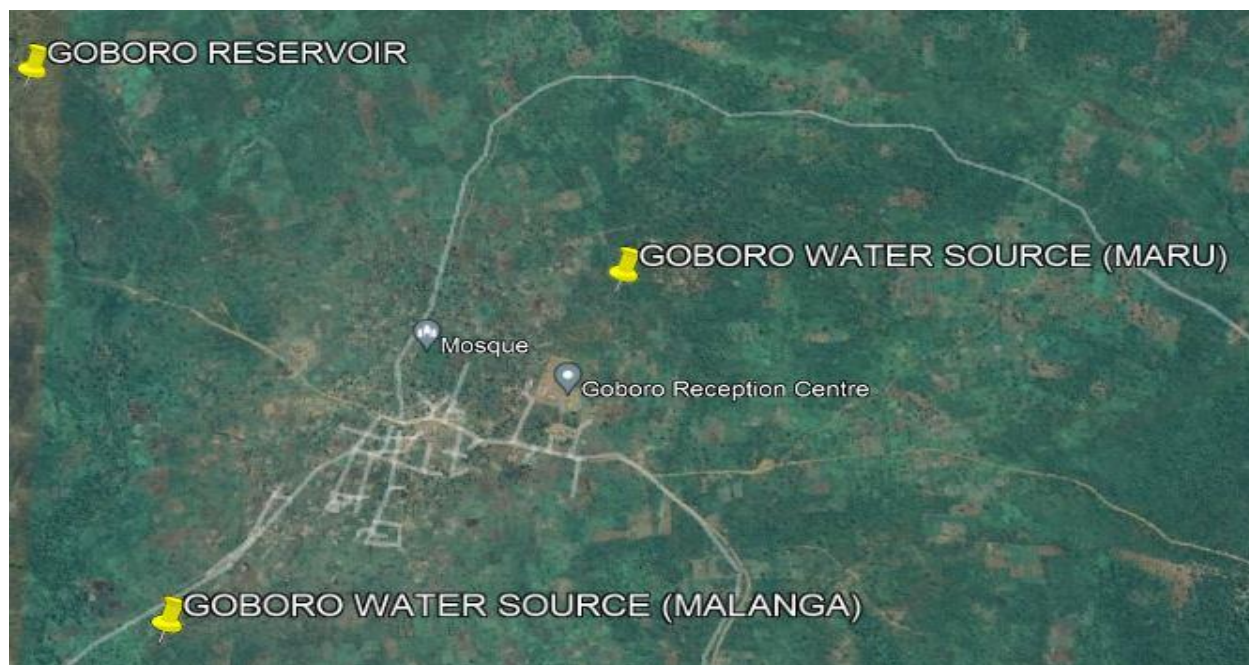 GOBORO RESERVOIR
GOBORO WATER SOURCE (MARU)
Mosque
Goboro Reception Centre
GOBORO WATER SOURCE (MALANGA)